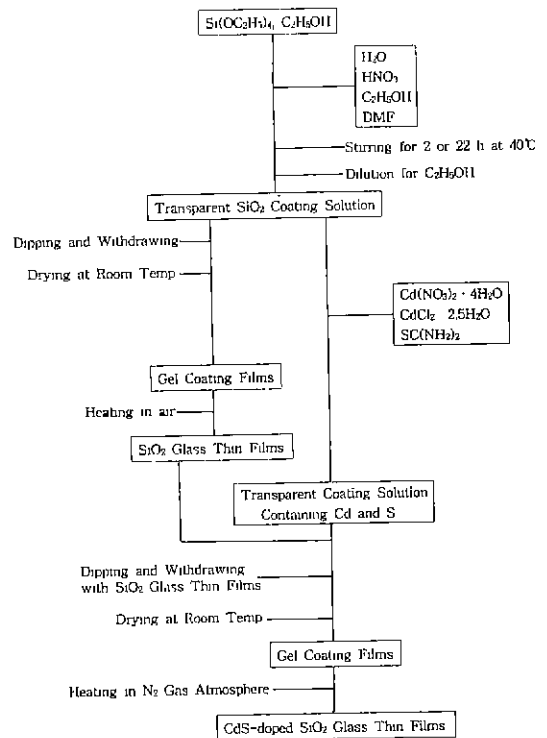 Si(OC₂H₅)₄, C₂H₅OH
H₂O
HNO₃
C₂H₅OH
DMF
Stirring for 2 or 22 h at 40℃
Dilution for C₂H₅OH
Transparent SiO₂ Coating Solution
Dipping and Withdrawing
Drying at Room Temp
Cd(NO₃)₂ · 4H₂O
CdCl₂ 2.5H₂O
SC(NH₂)₂
Gel Coating Films
Heating in air
SiO₂ Glass Thin Films
Transparent Coating Solution
Containing Cd and S
Dipping and Withdrawing
with SiO₂ Glass Thin Films
Drying at Room Temp
Gel Coating Films
Heating in N₂ Gas Atmosphere
CdS-doped SiO₂ Glass Thin Films